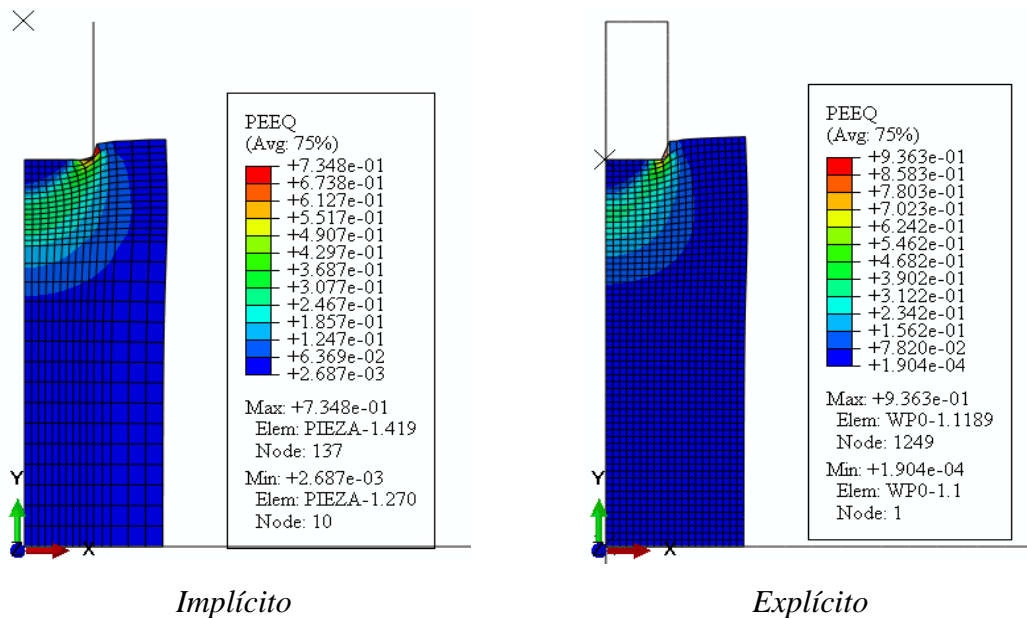 PEEQ
(Avg: 75%)
+7.348e-01
+6.738e-01
+6.127e-01
+5.517e-01
+4.907e-01
+4.297e-01
+3.687e-01
+3.077e-01
+2.467e-01
+1.857e-01
+1.247e-01
+6.369e-02
+2.687e-03
Max: +7.348e-01
Elem: PIEZA-1.419
Node: 137
Min: +2.687e-03
Elem: PIEZA-1.270
Node: 10
Y
Z
X
Implícito
PEEQ
(Avg: 75%)
+9.363e-01
+8.583e-01
+7.803e-01
+7.023e-01
+6.242e-01
+5.462e-01
+4.682e-01
+3.902e-01
+3.122e-01
+2.342e-01
+1.562e-01
+7.820e-02
+1.904e-04
Max: +9.363e-01
Elem: WP0-1.1189
Node: 1249
Min: +1.904e-04
Elem: WP0-1.1
Node: 1
Y
Z
X
Explícito